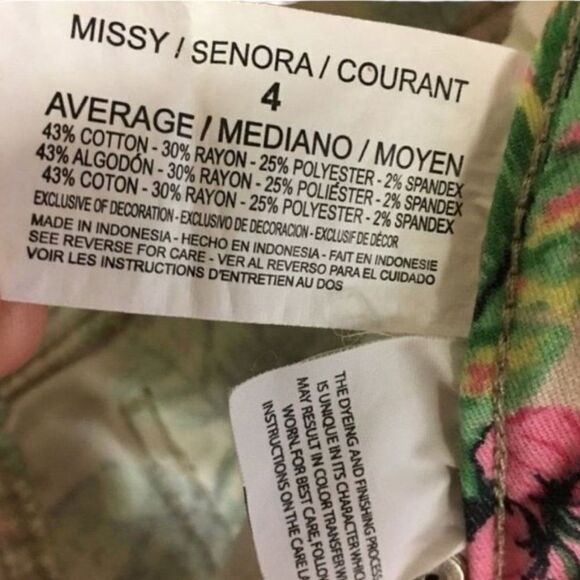 MISSY / SENORA / COURANT
4
AVERAGE / MEDIANO / MOYEN
43% COTTON - 30% RAYON - 25% POLYESTER - 2% SPANDEX
43% ALGODÓN - 30% RAYON - 25% POLIÉSTER - 2% SPANDEX
43% COTON - 30% RAYON - 25% POLYESTER - 2% SPANDEX
EXCLUSIVE OF DECORATION - EXCLUSIVO DE DECORACION - EXCLUSIF DE DÉCOR
MADE IN INDONESIA - HECHO EN INDONESIA - FAIT EN INDONESIE
SEE REVERSE FOR CARE - VER AL REVERSO PARA EL CUIDADO
VOIR LES INSTRUCTIONS D'ENTRETIEN AU DOS
THE DYEING AND FINISHING PROCESS
IS UNIQUE IN ITS CHARACTER WHICH
MAY RESULT IN COLOR TRANSFER W
WORN. FOR BEST CARE, FOLLO
INSTRUCTIONS ON THE CARE LA